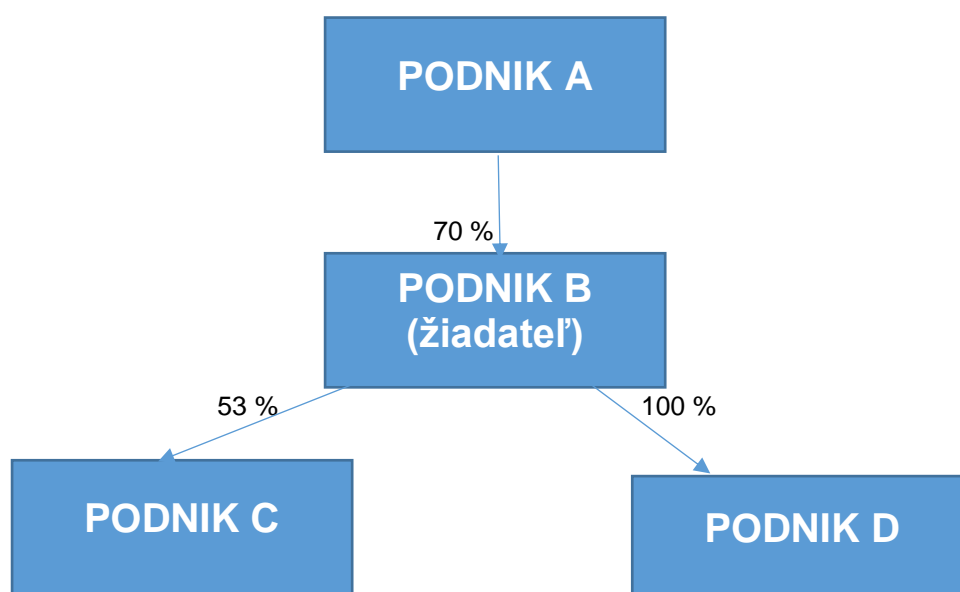 PODNIK A
70 %
PODNIK B
(žiadateľ)
53 %
100 %
PODNIK C
PODNIK D